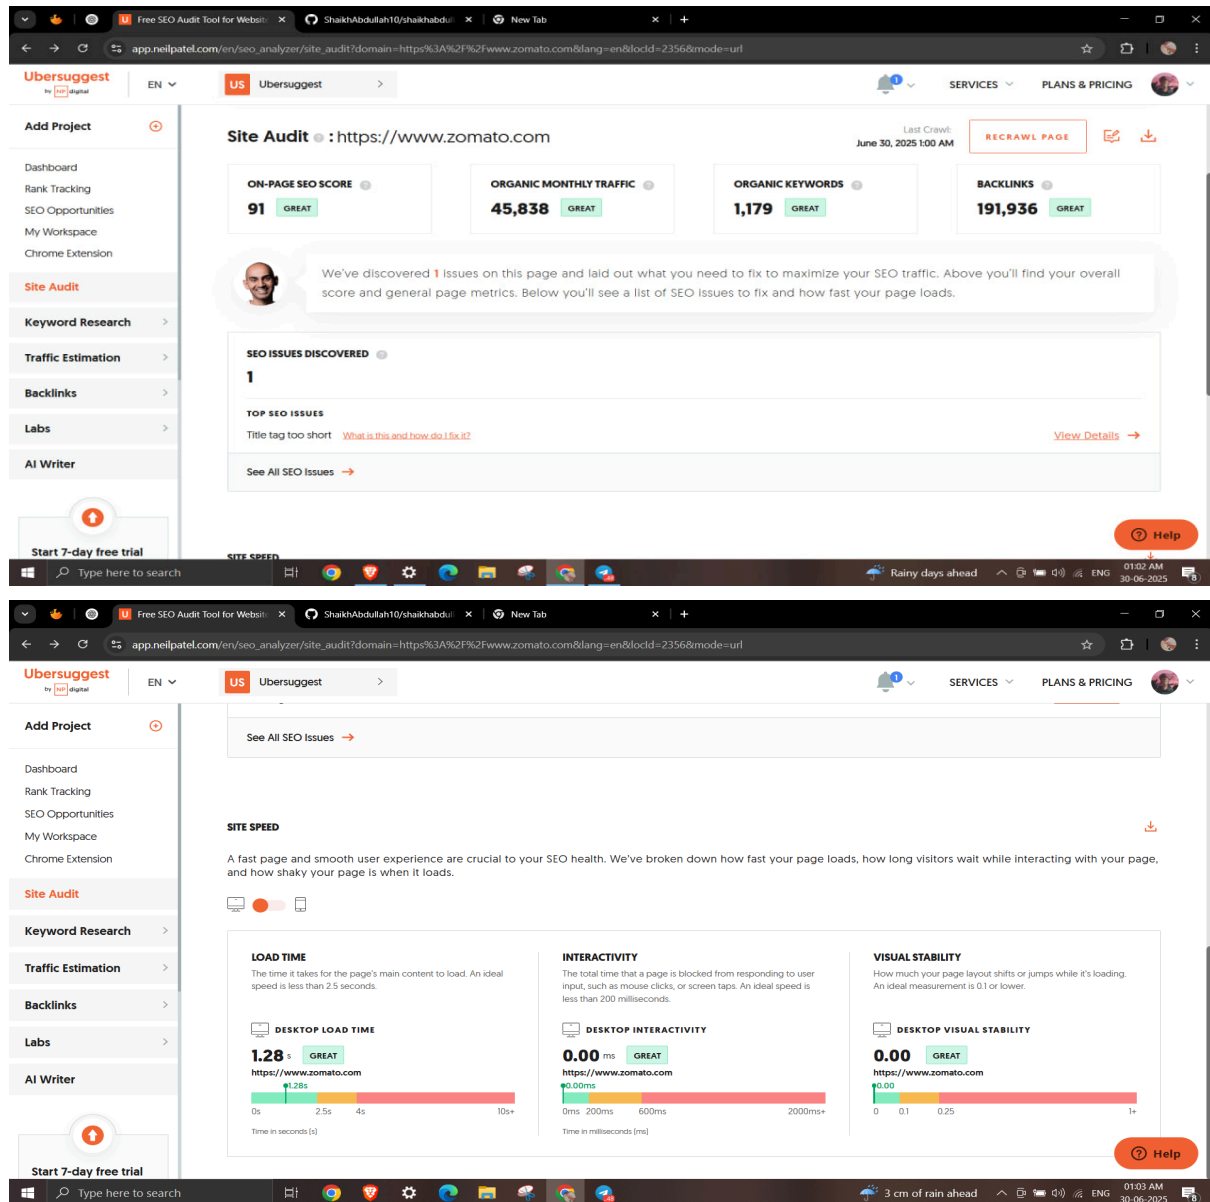 Free SEO Audit Tool for Website
ShaikhAbdullah10/shaikhabdul
New Tab
app.neilpatel.com/en/seo_analyzer/site_audit?domain=https%3A%2F%2Fwww.zomato.com&lang=en&locId=2356&mode=url
Ubersuggest
by NP digital
EN
US Ubersuggest
1
SERVICES
PLANS & PRICING
Add Project
Dashboard
Rank Tracking
SEO Opportunities
My Workspace
Chrome Extension
Site Audit
Keyword Research
Traffic Estimation
Backlinks
Labs
AI Writer
Start 7-day free trial
Site Audit : https://www.zomato.com
Last Crawl:
June 30, 2025 1:00 AM
RECRAWL PAGE
ON-PAGE SEO SCORE
91 GREAT
ORGANIC MONTHLY TRAFFIC
45,838 GREAT
ORGANIC KEYWORDS
1,179 GREAT
BACKLINKS
191,936 GREAT
We've discovered 1 issues on this page and laid out what you need to fix to maximize your SEO traffic. Above you'll find your overall
score and general page metrics. Below you'll see a list of SEO issues to fix and how fast your page loads.
SEO ISSUES DISCOVERED
1
TOP SEO ISSUES
Title tag too short What is this and how do I fix it?
View Details
See All SEO Issues
SITE SPEED
Help
Type here to search
Rainy days ahead
ENG
01:02 AM
30-06-2025
8
Free SEO Audit Tool for Website
ShaikhAbdullah10/shaikhabdul
New Tab
app.neilpatel.com/en/seo_analyzer/site_audit?domain=https%3A%2F%2Fwww.zomato.com&lang=en&locId=2356&mode=url
Ubersuggest
by NP digital
EN
US Ubersuggest
1
SERVICES
PLANS & PRICING
Add Project
Dashboard
Rank Tracking
SEO Opportunities
My Workspace
Chrome Extension
Site Audit
Keyword Research
Traffic Estimation
Backlinks
Labs
AI Writer
Start 7-day free trial
See All SEO Issues
SITE SPEED
A fast page and smooth user experience are crucial to your SEO health. We've broken down how fast your page loads, how long visitors wait while interacting with your page,
and how shaky your page is when it loads.
LOAD TIME
The time it takes for the page's main content to load. An ideal
speed is less than 2.5 seconds.
DESKTOP LOAD TIME
1.28 s GREAT
https://www.zomato.com
1.28s
0s 2.5s 4s 10s+
Time in seconds (s)
INTERACTIVITY
The total time that a page is blocked from responding to user
input, such as mouse clicks, or screen taps. An ideal speed is
less than 200 milliseconds.
DESKTOP INTERACTIVITY
0.00 ms GREAT
https://www.zomato.com
0.00ms
0ms 200ms 600ms 2000ms+
Time in milliseconds (ms)
VISUAL STABILITY
How much your page layout shifts or jumps while it's loading.
An ideal measurement is 0.1 or lower.
DESKTOP VISUAL STABILITY
0.00 GREAT
https://www.zomato.com
0.00
0 0.1 0.25 1+
Help
Type here to search
3 cm of rain ahead
ENG
01:03 AM
30-06-2025
8